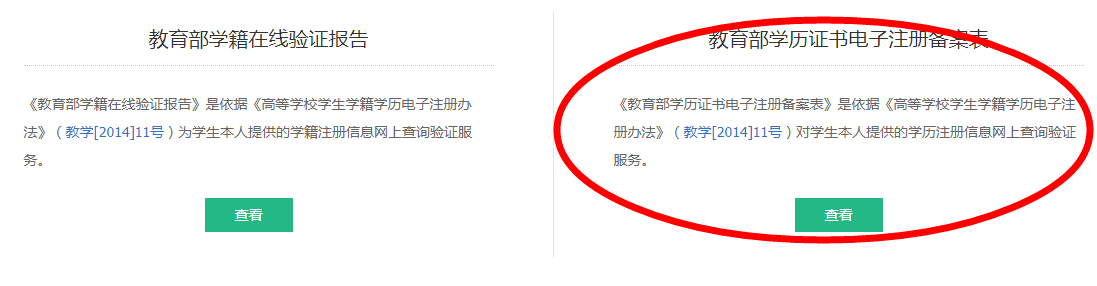 教育部学籍在线验证报告
《教育部学籍在线验证报告》是依据《高等学校学生学籍学历电子注册办
法》（教学[2014]11号）为学生本人提供的学籍注册信息网上查询验证服
务。
查看
教育部学历证书电子注册备案表
《教育部学历证书电子注册备案表》是依据《高等学校学生学籍学历电子注
册办法》（教学[2014]11号）对学生本人提供的学历注册信息网上查询验证
服务。
查看